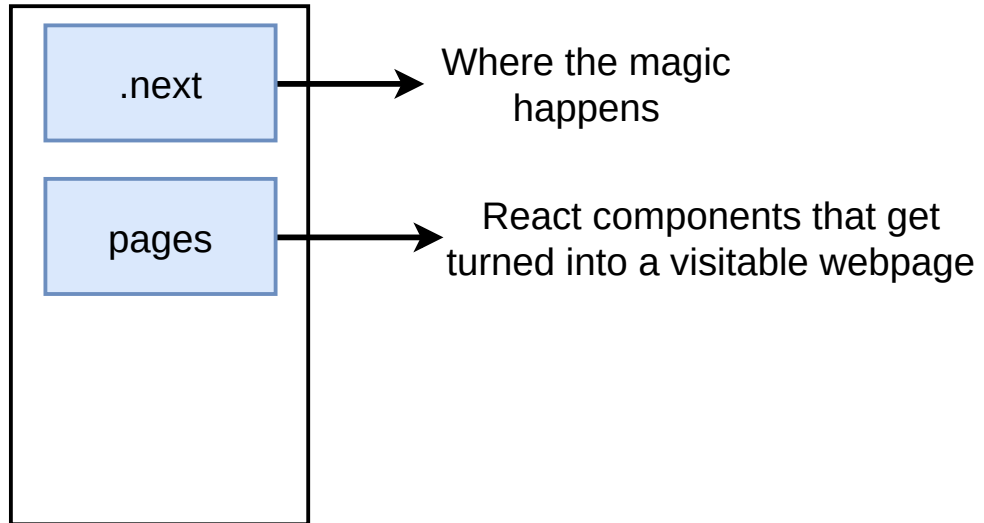 .next
Where the magic
happens
pages
React components that get
turned into a visitable webpage